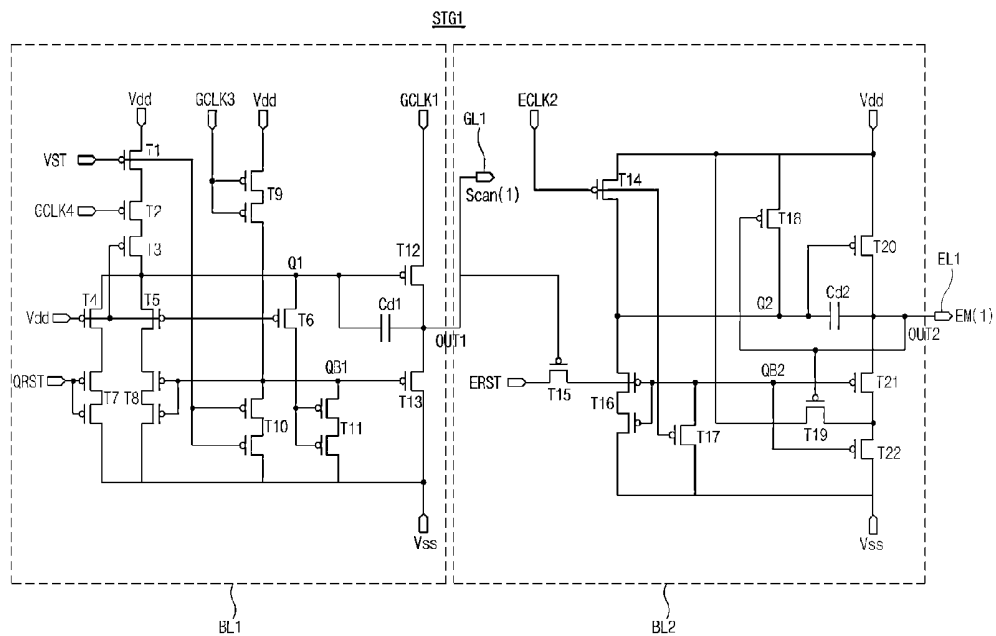 STG1
Vdd
GCLK3
Vdd
GCLK1
GL1
ECLK2
Vdd
VST
T1
T9
Scan(1)
T14
GCLK4
T2
T18
T3
T12
T20
Q1
EL1
T4
T5
Cd1
Q2
Cd2
Vdd
T6
EM(1)
OUT1
OUT2
QRST
QB1
ERST
QB2
T7
T8
T13
T15
T16
T21
T10
T11
T17
T19
T22
Vss
Vss
BL1
BL2